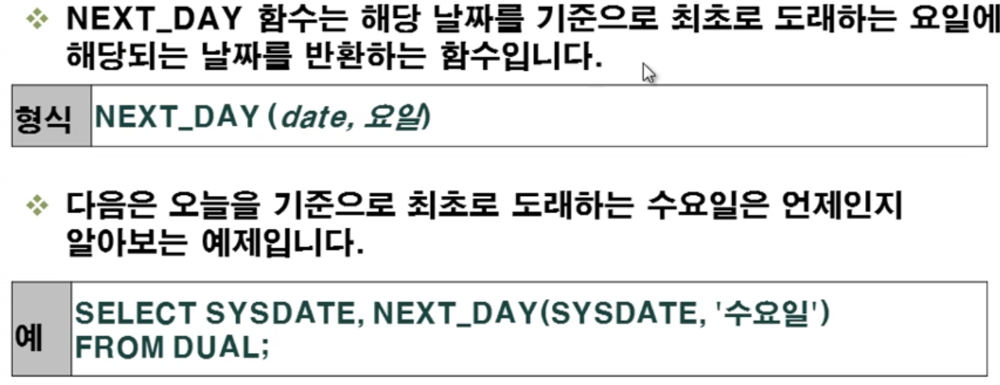 NEXT_DAY 함수는 해당 날짜를 기준으로 최초로 도래하는 요일에
해당되는 날짜를 반환하는 함수입니다.
형식
NEXT_DAY (date, 요일)
다음은 오늘을 기준으로 최초로 도래하는 수요일은 언제인지
알아보는 예제입니다.
예
SELECT SYSDATE, NEXT_DAY(SYSDATE, '수요일')
FROM DUAL;